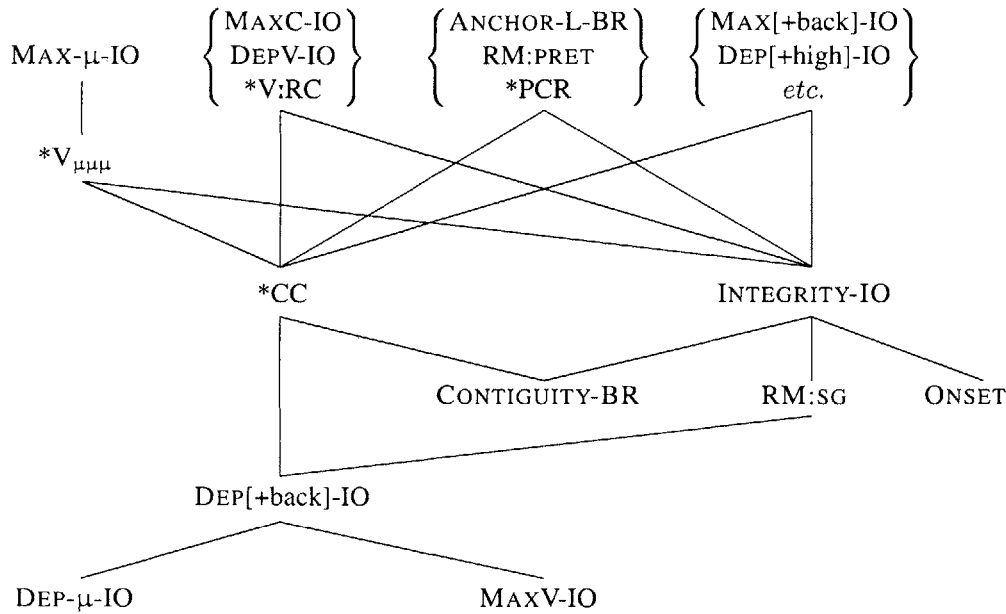 MAXC-IO ANCHOR-L-BR MAX[+back]-IO
MAX-μ-IO DEPV-IO RM:PRET DEP[+high]-IO
*V:RC *PCR etc.
*Vμμμ
*CC INTEGRITY-IO
CONTIGUITY-BR RM:SG ONSET
DEP[+back]-IO
DEP-μ-IO MAXV-IO